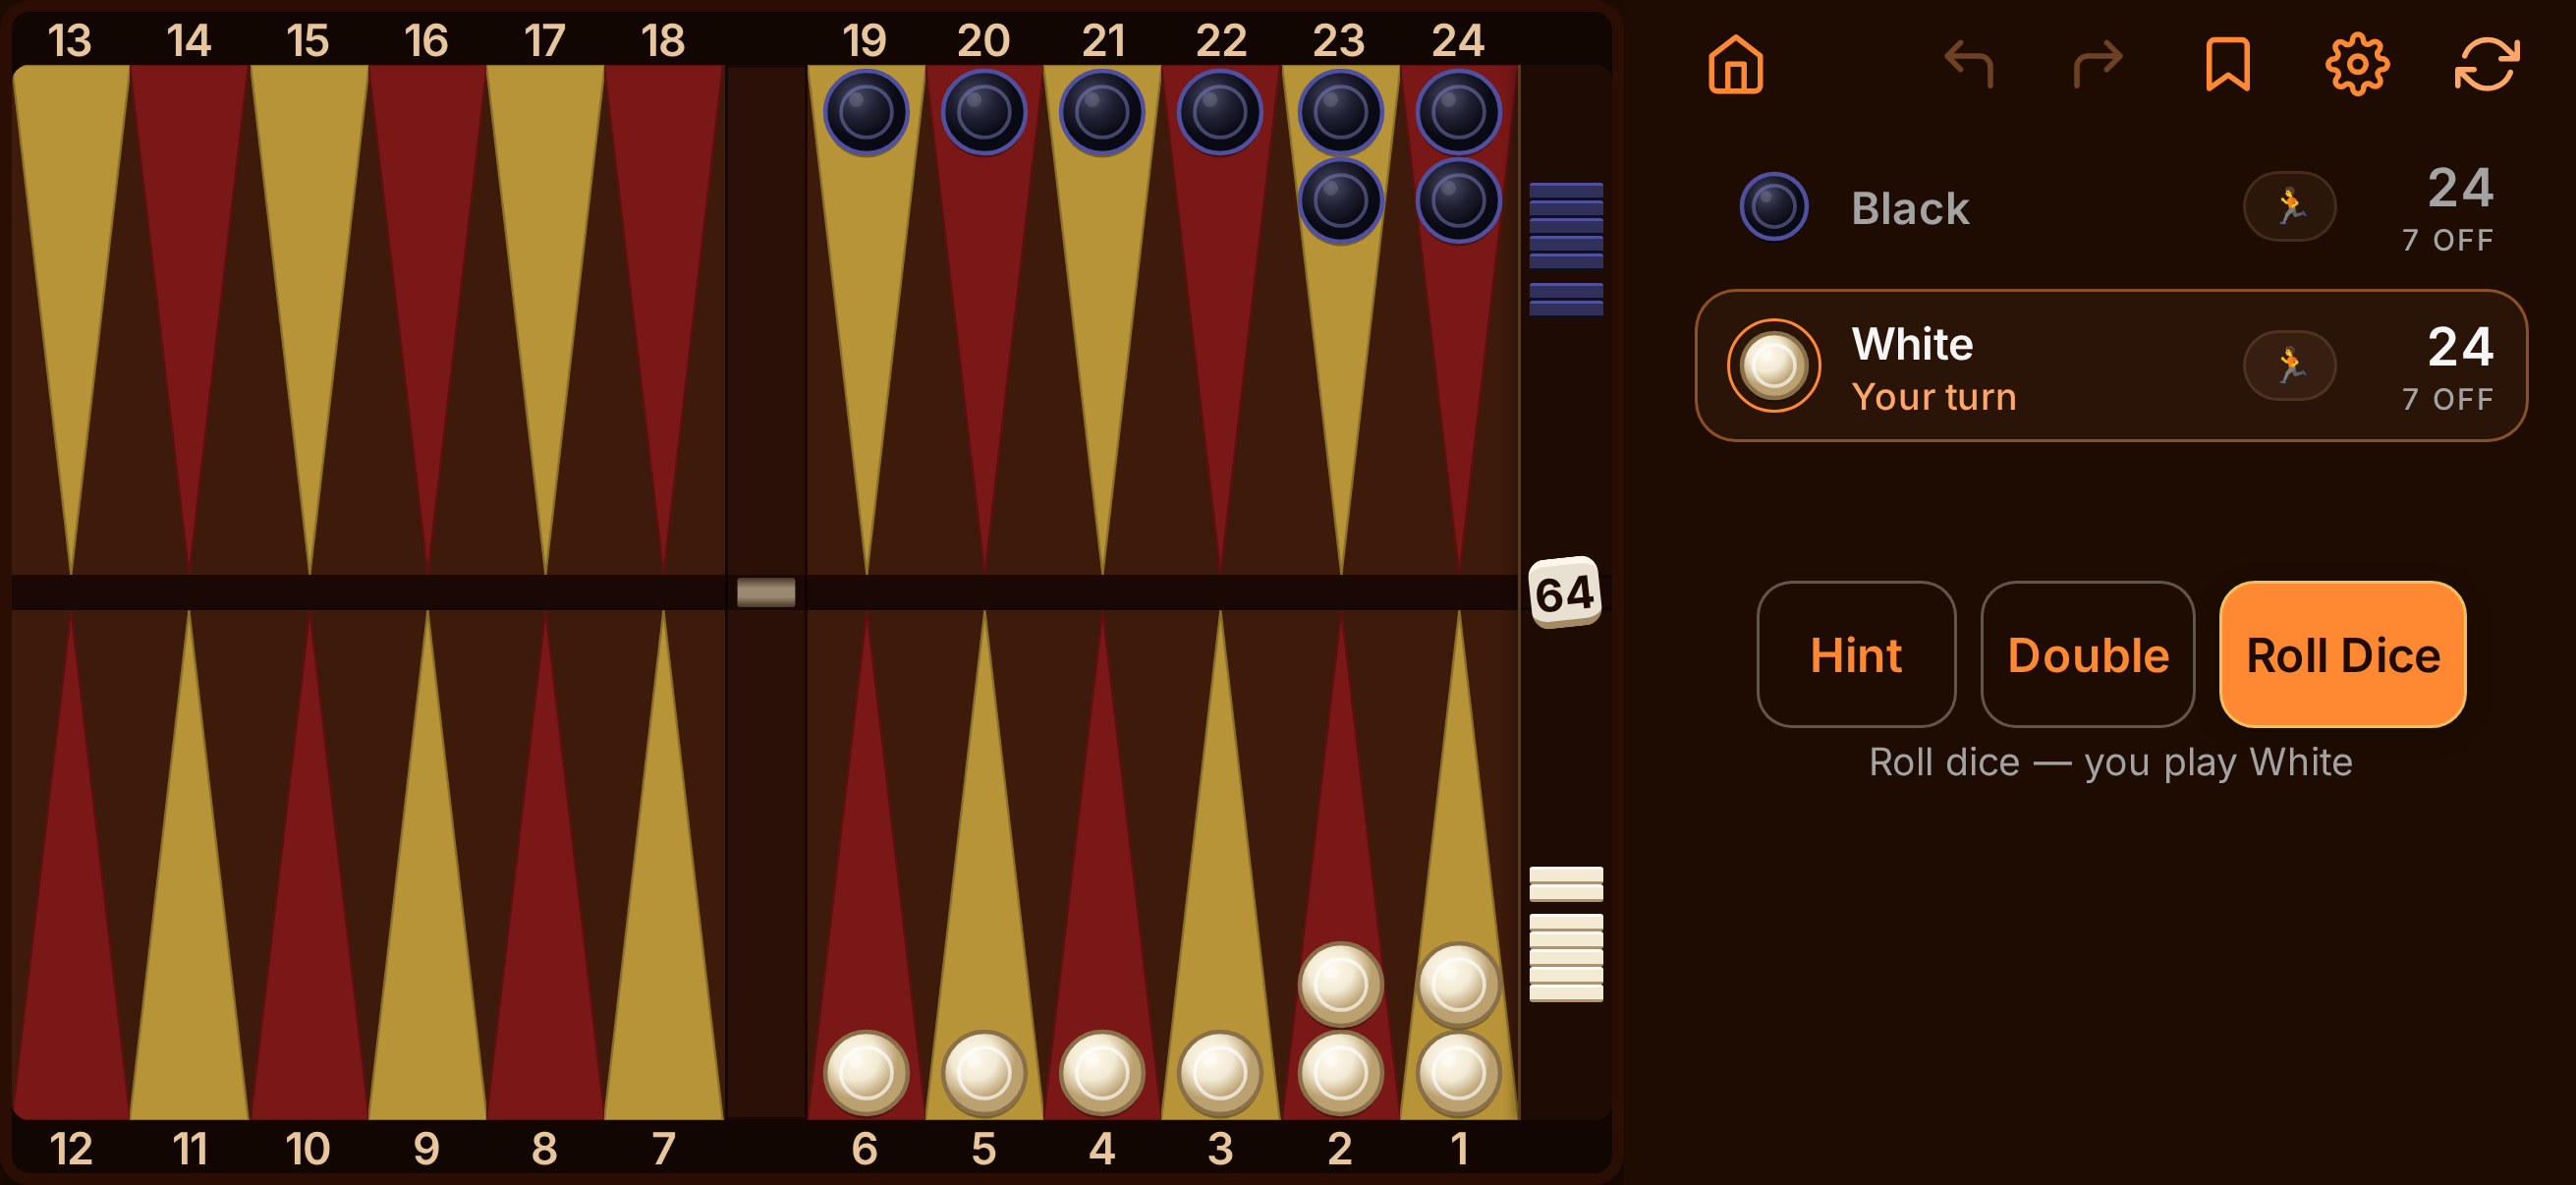 13 14 15 16 17 18 19 20 21 22 23 24
Black
24
7 OFF
White
Your turn
24
7 OFF
64
Hint
Double
Roll Dice
Roll dice — you play White
12 11 10 9 8 7 6 5 4 3 2 1